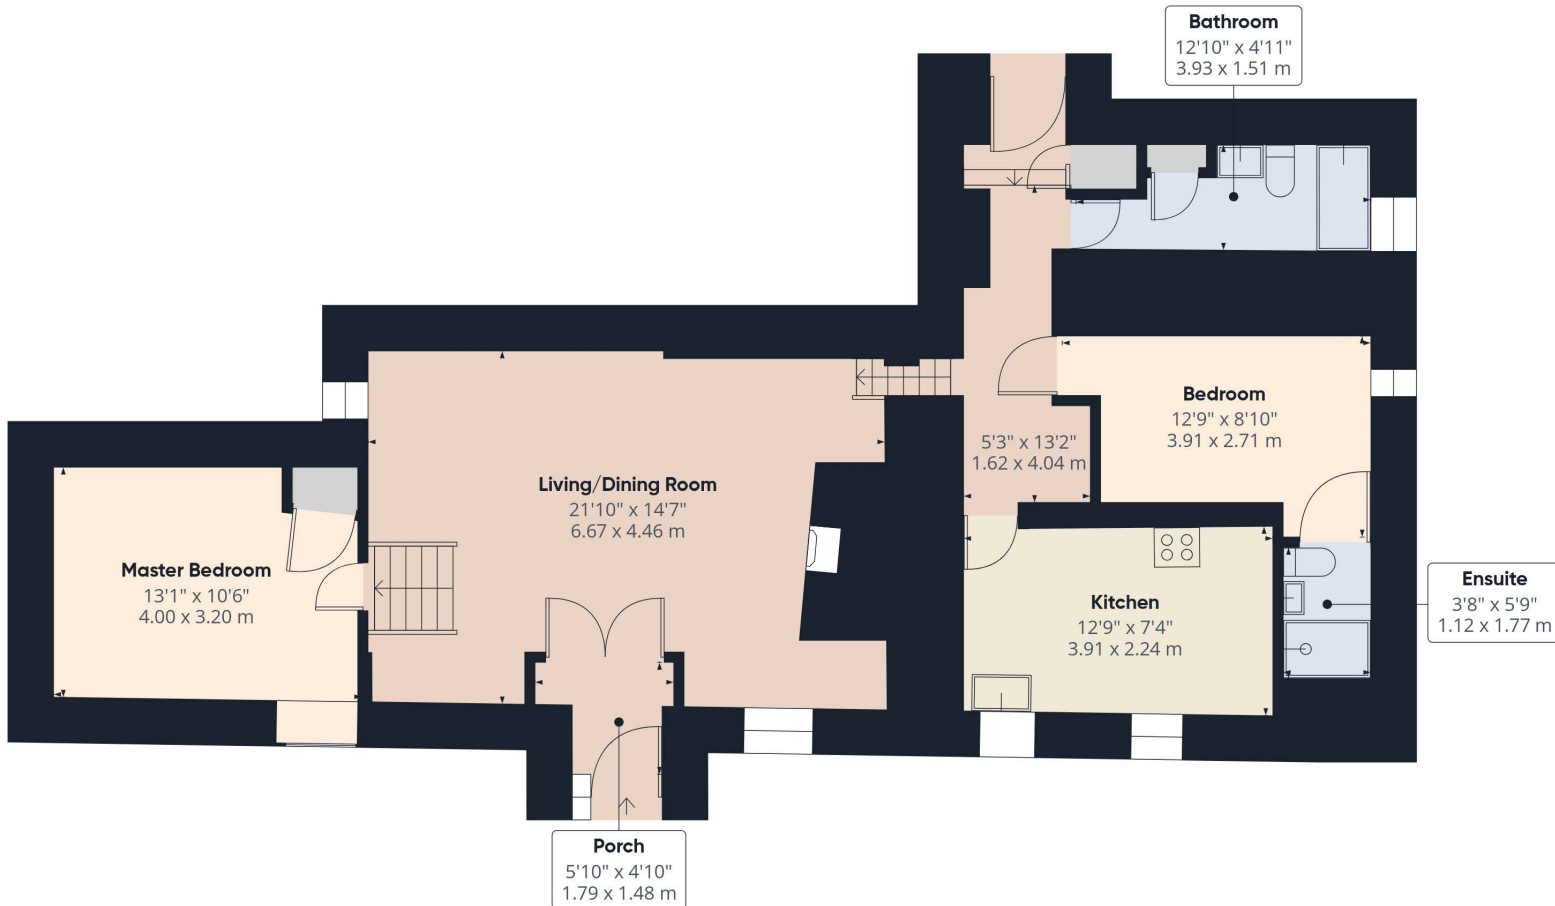 Bathroom
12'10" x 4'11"
3.93 x 1.51 m
Bedroom
12'9" x 8'10"
3.91 x 2.71 m
5'3" x 13'2"
1.62 x 4.04 m
Living/Dining Room
21'10" x 14'7"
6.67 x 4.46 m
Master Bedroom
13'1" x 10'6"
4.00 x 3.20 m
Kitchen
12'9" x 7'4"
3.91 x 2.24 m
Ensuite
3'8" x 5'9"
1.12 x 1.77 m
Porch
5'10" x 4'10"
1.79 x 1.48 m